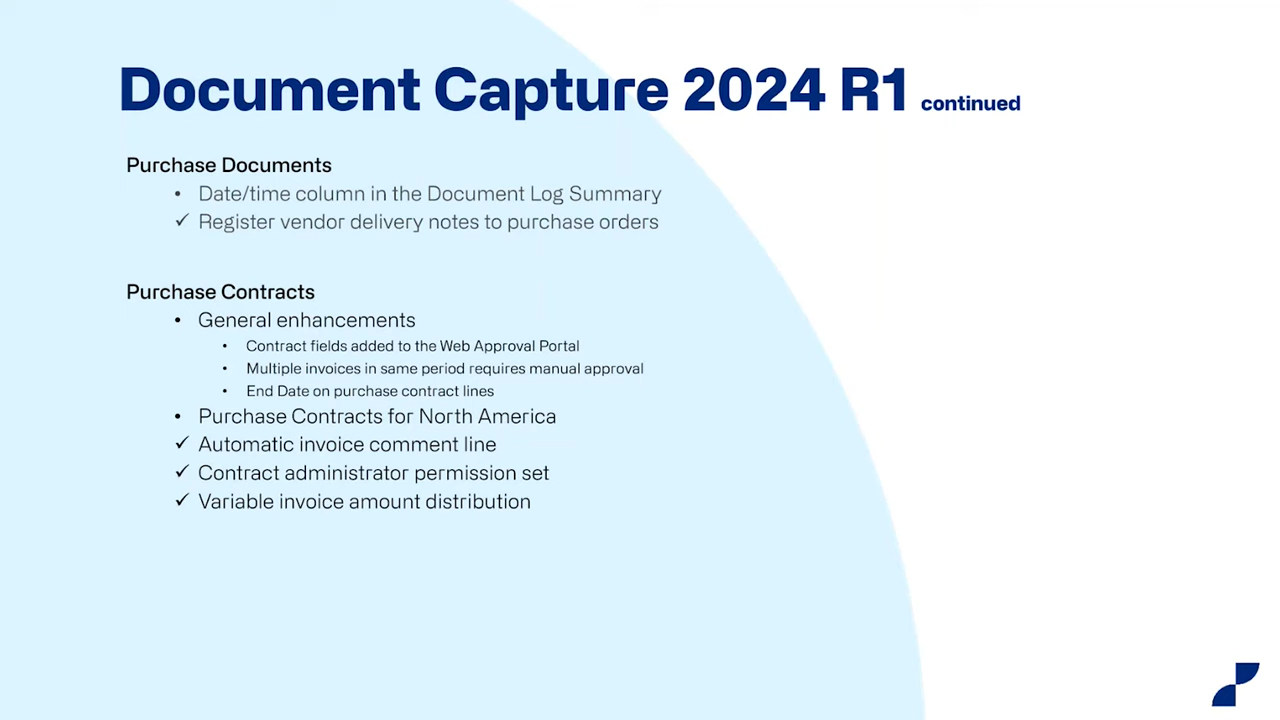 Document Capture 2024 R1 continued
Purchase Documents
• Date/time column in the Document Log Summary
✓ Register vendor delivery notes to purchase orders
Purchase Contracts
• General enhancements
• Contract fields added to the Web Approval Portal
• Multiple invoices in same period requires manual approval
• End Date on purchase contract lines
• Purchase Contracts for North America
✓ Automatic invoice comment line
✓ Contract administrator permission set
✓ Variable invoice amount distribution